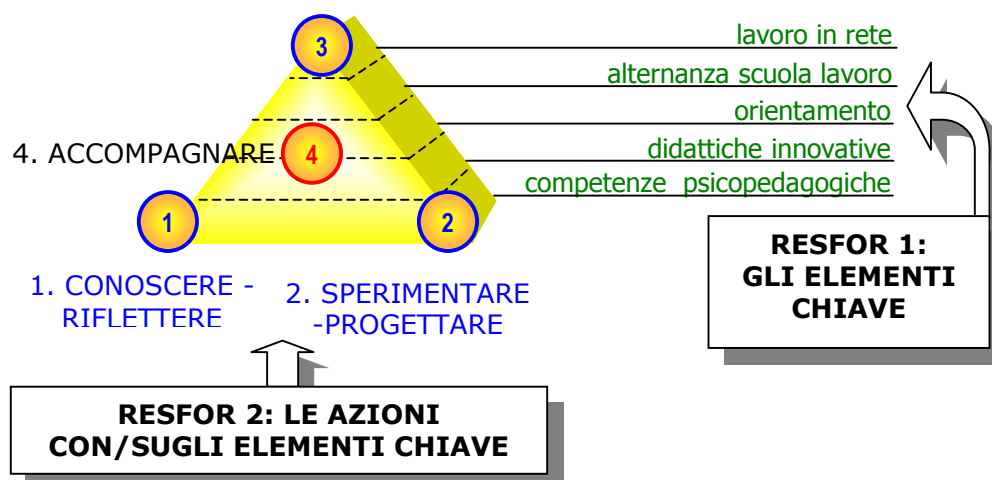 3
lavoro in rete
alternanza scuola lavoro
orientamento
4. ACCOMPAGNARE
4
didattiche innovative
competenze psicopedagogiche
1
2
RESFOR 1:
GLI ELEMENTI
CHIAVE
1. CONOSCERE -
RIFLETTERE
2. SPERIMENTARE
-PROGETTARE
RESFOR 2: LE AZIONI
CON/SUGLI ELEMENTI CHIAVE